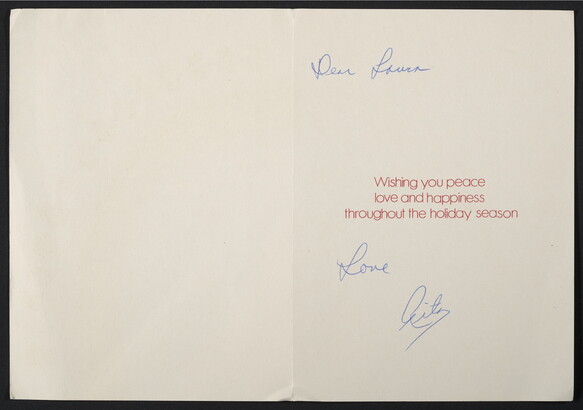 Dear Laura
Wishing you peace
love and happiness
throughout the holiday season
Love